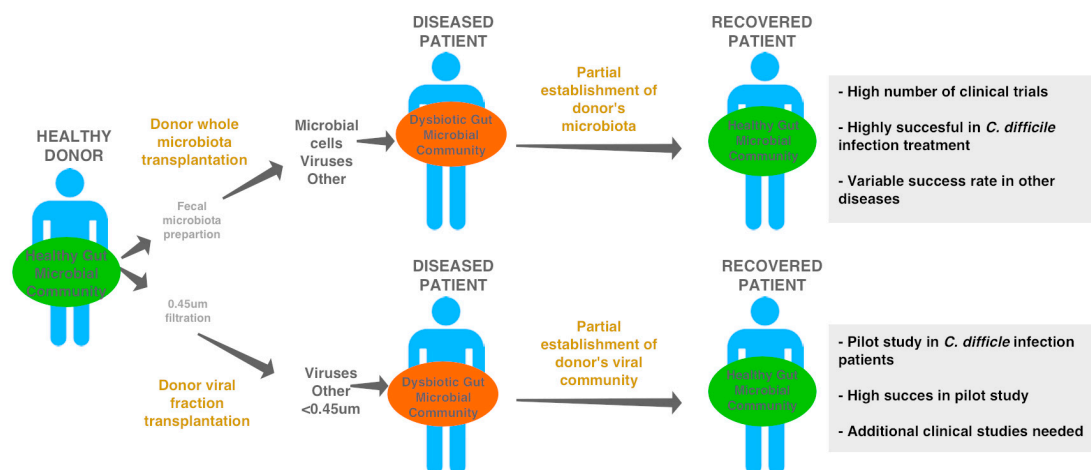 HEALTHY
DONOR
Healthy Gut
Microbial
Community
Donor whole
microbiota
transplantation
Fecal
microbiota
prepartion
Microbial
cells
Viruses
Other
DISEASED
PATIENT
Dysbiotic Gut
Microbial
Community
Partial
establishment of
donor's
microbiota
RECOVERED
PATIENT
Healthy Gut
Microbial
Community
- High number of clinical trials
- Highly succesful in C. difficile
infection treatment
- Variable success rate in other
diseases
0.45um
filtration
Donor viral
fraction
transplantation
Viruses
Other
<0.45um
DISEASED
PATIENT
Dysbiotic Gut
Microbial
Community
Partial
establishment of
donor's viral
community
RECOVERED
PATIENT
Healthy Gut
Microbial
Community
- Pilot study in C. difficle infection
patients
- High succes in pilot study
- Additional clinical studies needed